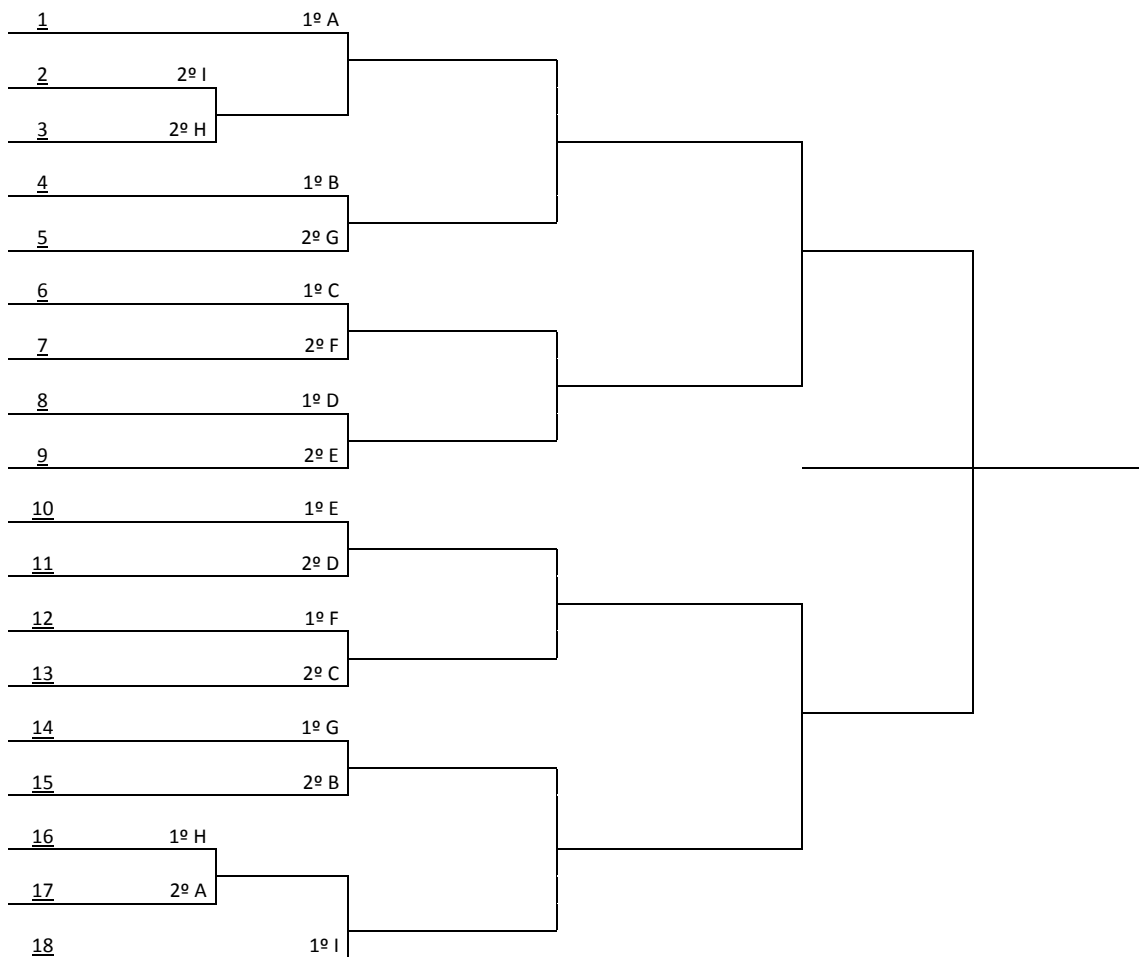 1 1º A
2 2º I
3 2º H
4 1º B
5 2º G
6 1º C
7 2º F
8 1º D
9 2º E
10 1º E
11 2º D
12 1º F
13 2º C
14 1º G
15 2º B
16 1º H
17 2º A
18 1º I